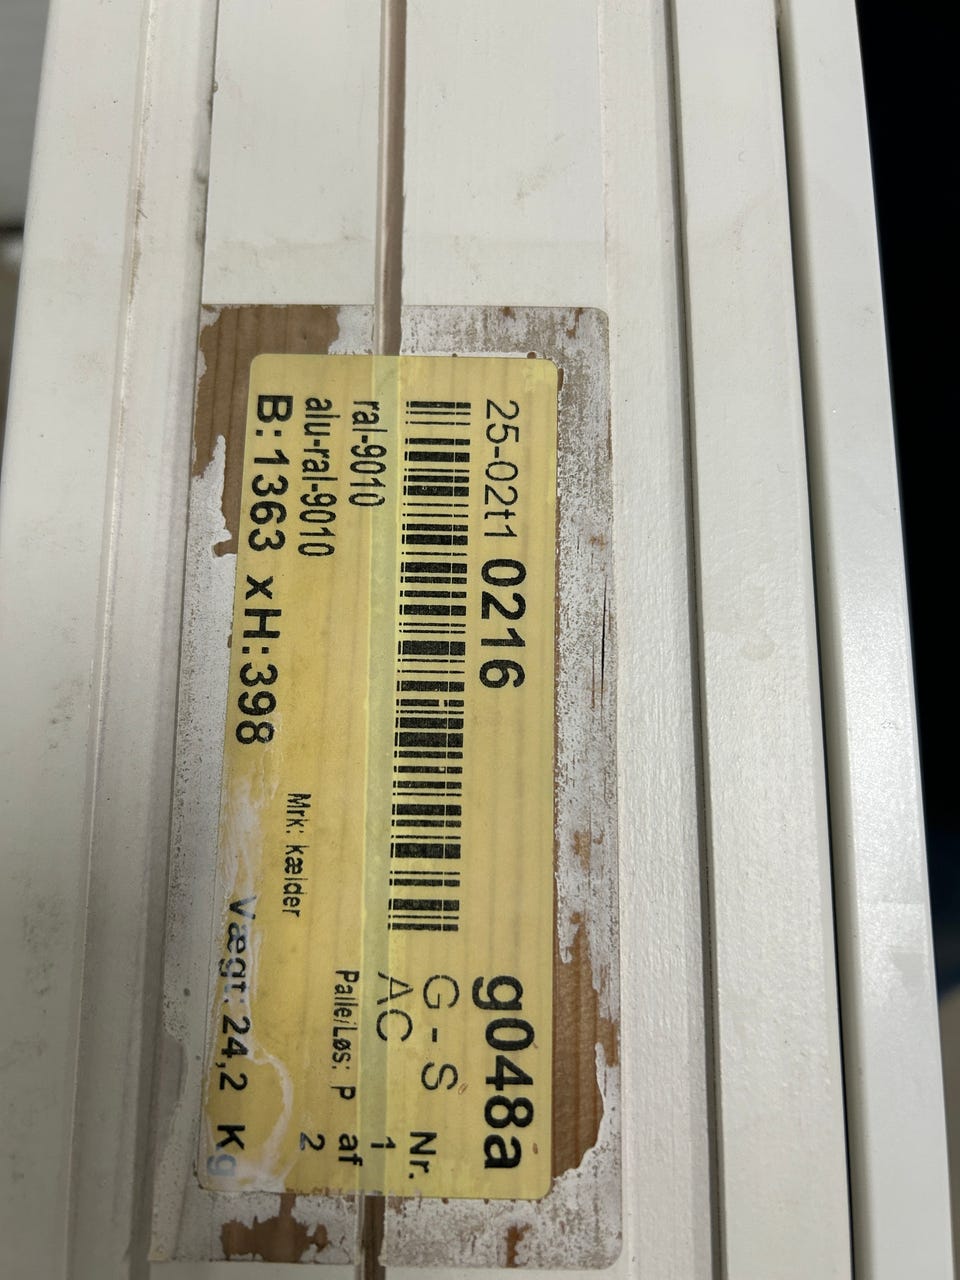 25-02t1 0216 g048a
G - S Nr.
AC 1
ral-9010 Palle/Løs: P af
alu-ral-9010 2
Mrk: kælder
B:1363 xH:398 Vægt: 24,2 Kg